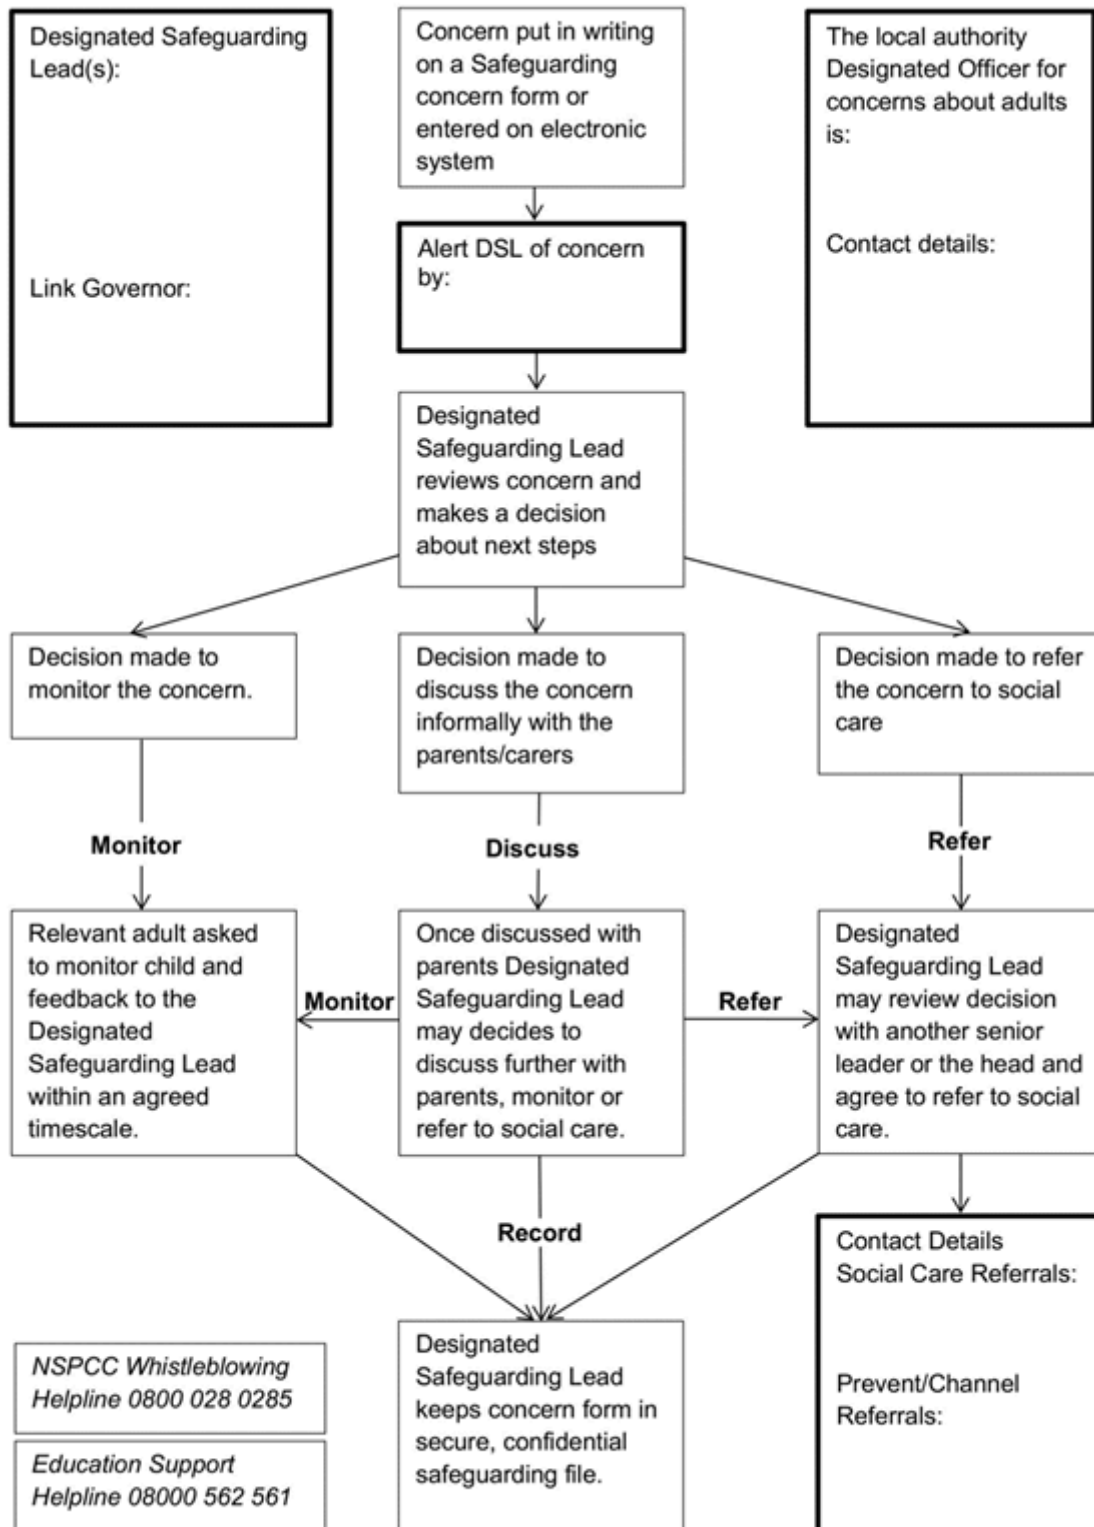 Designated Safeguarding
Lead(s):
Link Governor:
Concern put in writing
on a Safeguarding
concern form or
entered on electronic
system
The local authority
Designated Officer for
concerns about adults
is:
Contact details:
Alert DSL of concern
by:
Designated
Safeguarding Lead
reviews concern and
makes a decision
about next steps
Decision made to
monitor the concern.
Decision made to
discuss the concern
informally with the
parents/carers
Decision made to refer
the concern to social
care
Monitor
Discuss
Refer
Relevant adult asked
to monitor child and
feedback to the
Designated
Safeguarding Lead
within an agreed
timescale.
Monitor
Once discussed with
parents Designated
Safeguarding Lead
may decides to
discuss further with
parents, monitor or
refer to social care.
Refer
Designated
Safeguarding Lead
may review decision
with another senior
leader or the head and
agree to refer to social
care.
Record
Contact Details
Social Care Referrals:
Prevent/Channel
Referrals:
NSPCC Whistleblowing
Helpline 0800 028 0285
Education Support
Helpline 08000 562 561
Designated
Safeguarding Lead
keeps concern form in
secure, confidential
safeguarding file.